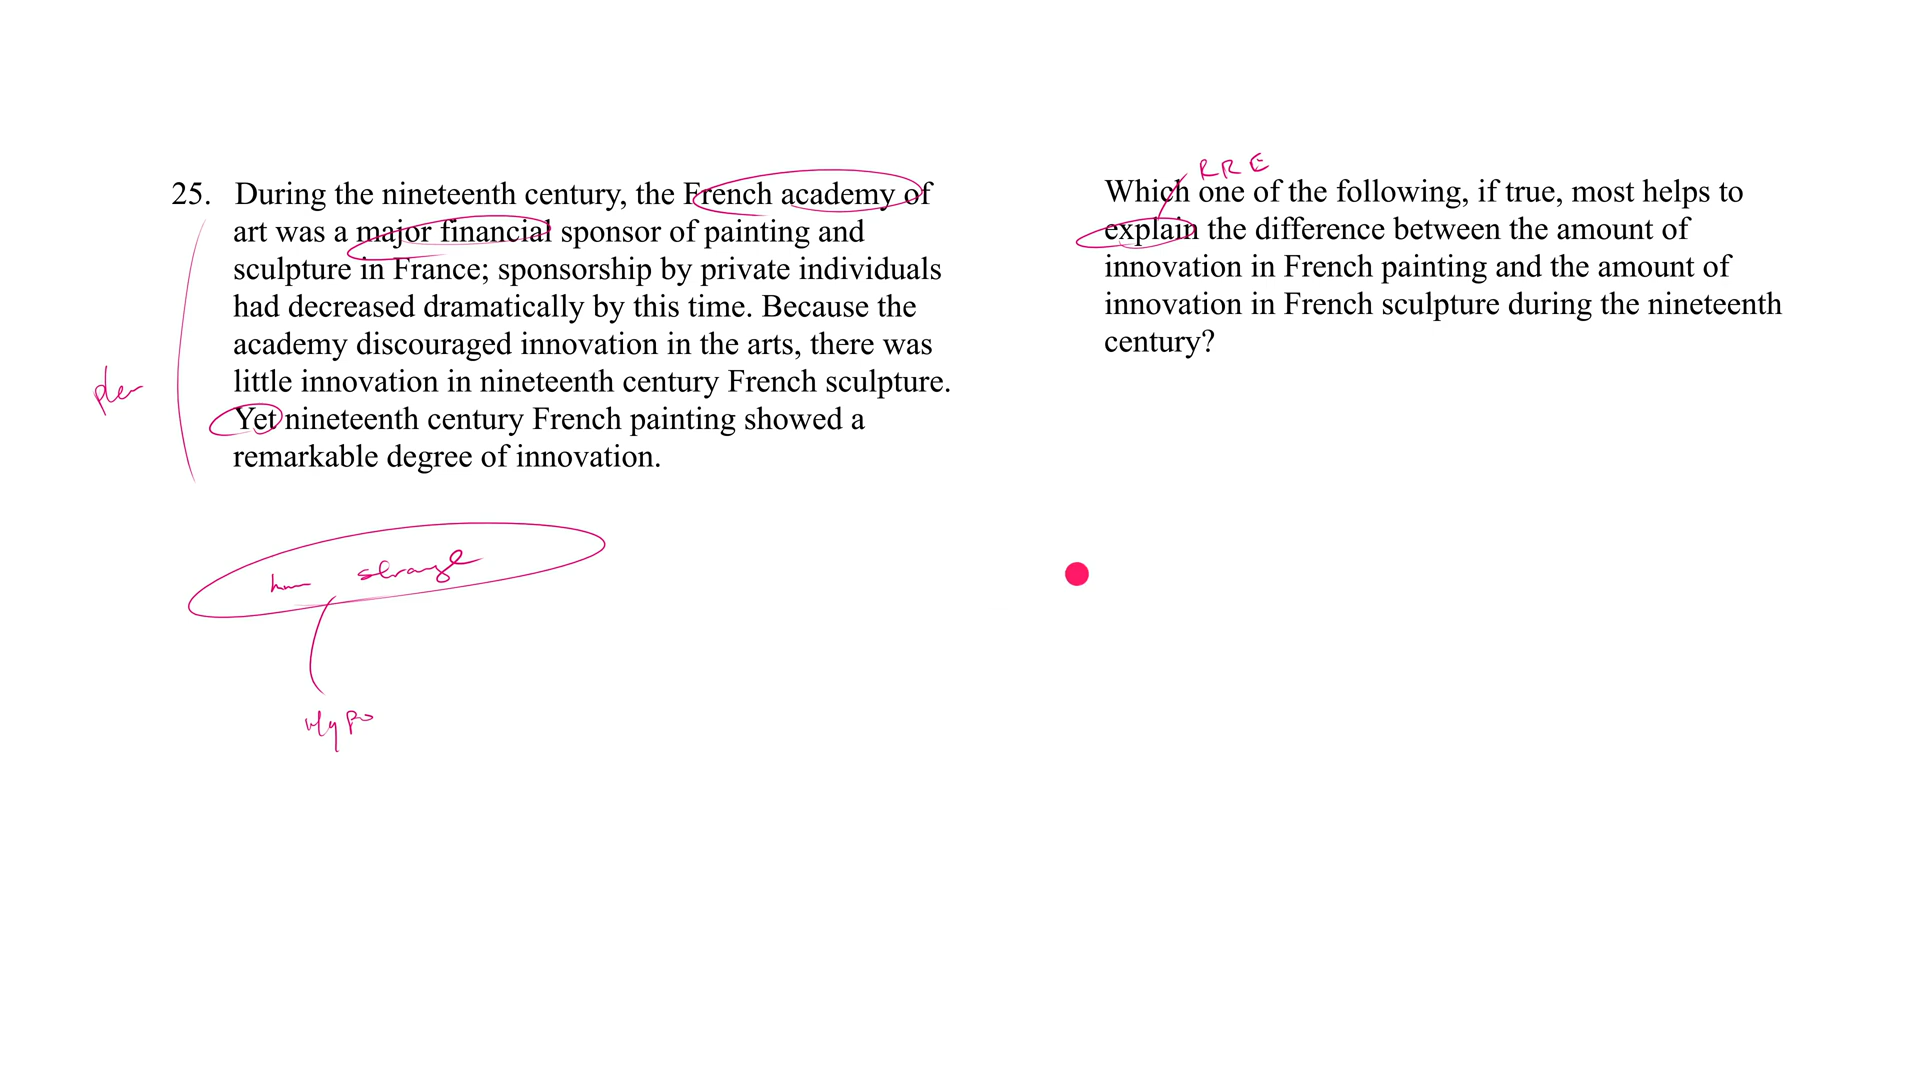 25. During the nineteenth century, the French academy of
art was a major financial sponsor of painting and
sculpture in France; sponsorship by private individuals
had decreased dramatically by this time. Because the
academy discouraged innovation in the arts, there was
little innovation in nineteenth century French sculpture.
Yet nineteenth century French painting showed a
remarkable degree of innovation.
strange
Hypo
RRE
Which one of the following, if true, most helps to
explain the difference between the amount of
innovation in French painting and the amount of
innovation in French sculpture during the nineteenth
century?